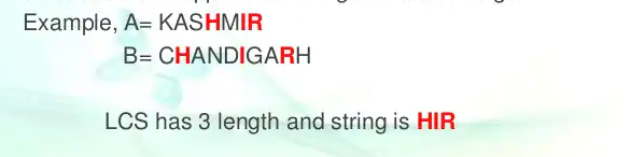 Example, A= KASHMIR
B= CHANDIGARH
LCS has 3 length and string is HIR